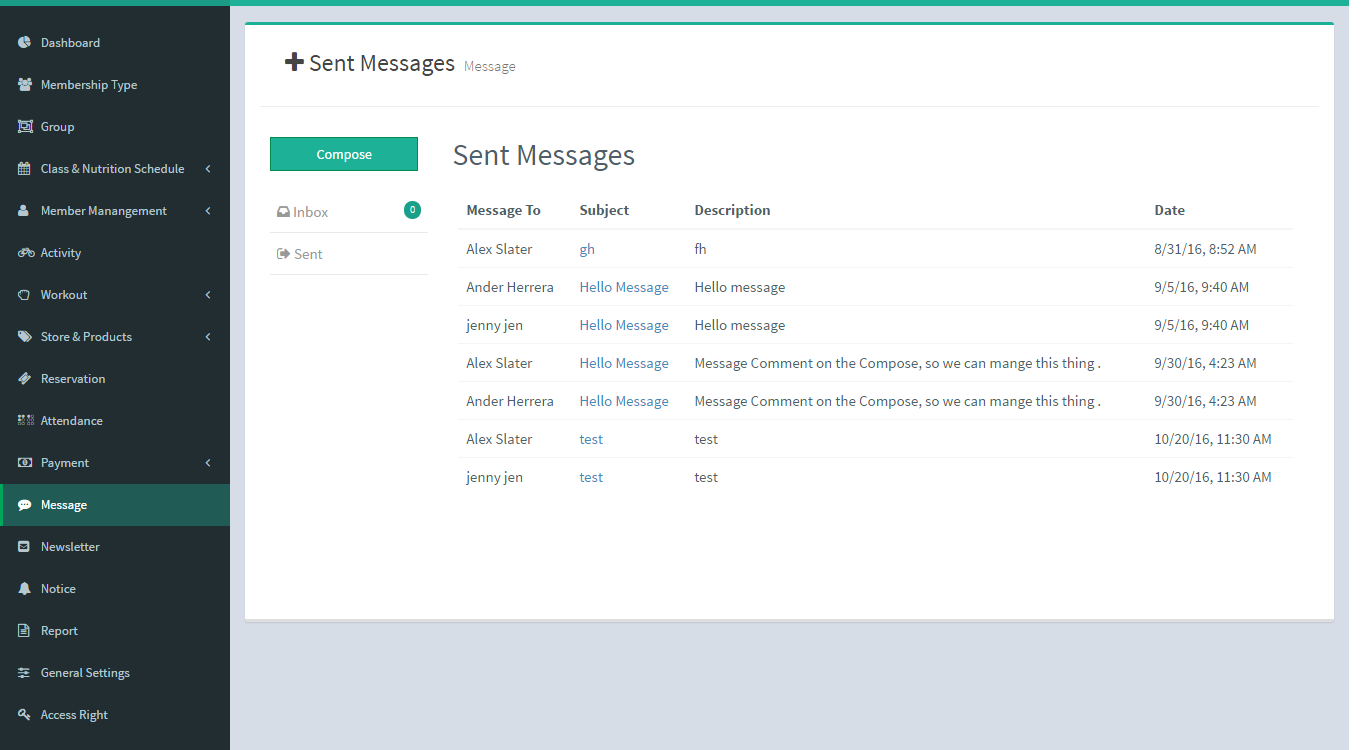 Dashboard
Membership Type
Group
Class & Nutrition Schedule
Member Manangement
Activity
Workout
Store & Products
Reservation
Attendance
Payment
Message
Newsletter
Notice
Report
General Settings
Access Right
Sent Messages Message
Compose
Inbox 0
Sent
Sent Messages
Message To Subject Description Date
Alex Slater gh fh 8/31/16, 8:52 AM
Ander Herrera Hello Message Hello message 9/5/16, 9:40 AM
jenny jen Hello Message Hello message 9/5/16, 9:40 AM
Alex Slater Hello Message Message Comment on the Compose, so we can mange this thing . 9/30/16, 4:23 AM
Ander Herrera Hello Message Message Comment on the Compose, so we can mange this thing . 9/30/16, 4:23 AM
Alex Slater test test 10/20/16, 11:30 AM
jenny jen test test 10/20/16, 11:30 AM